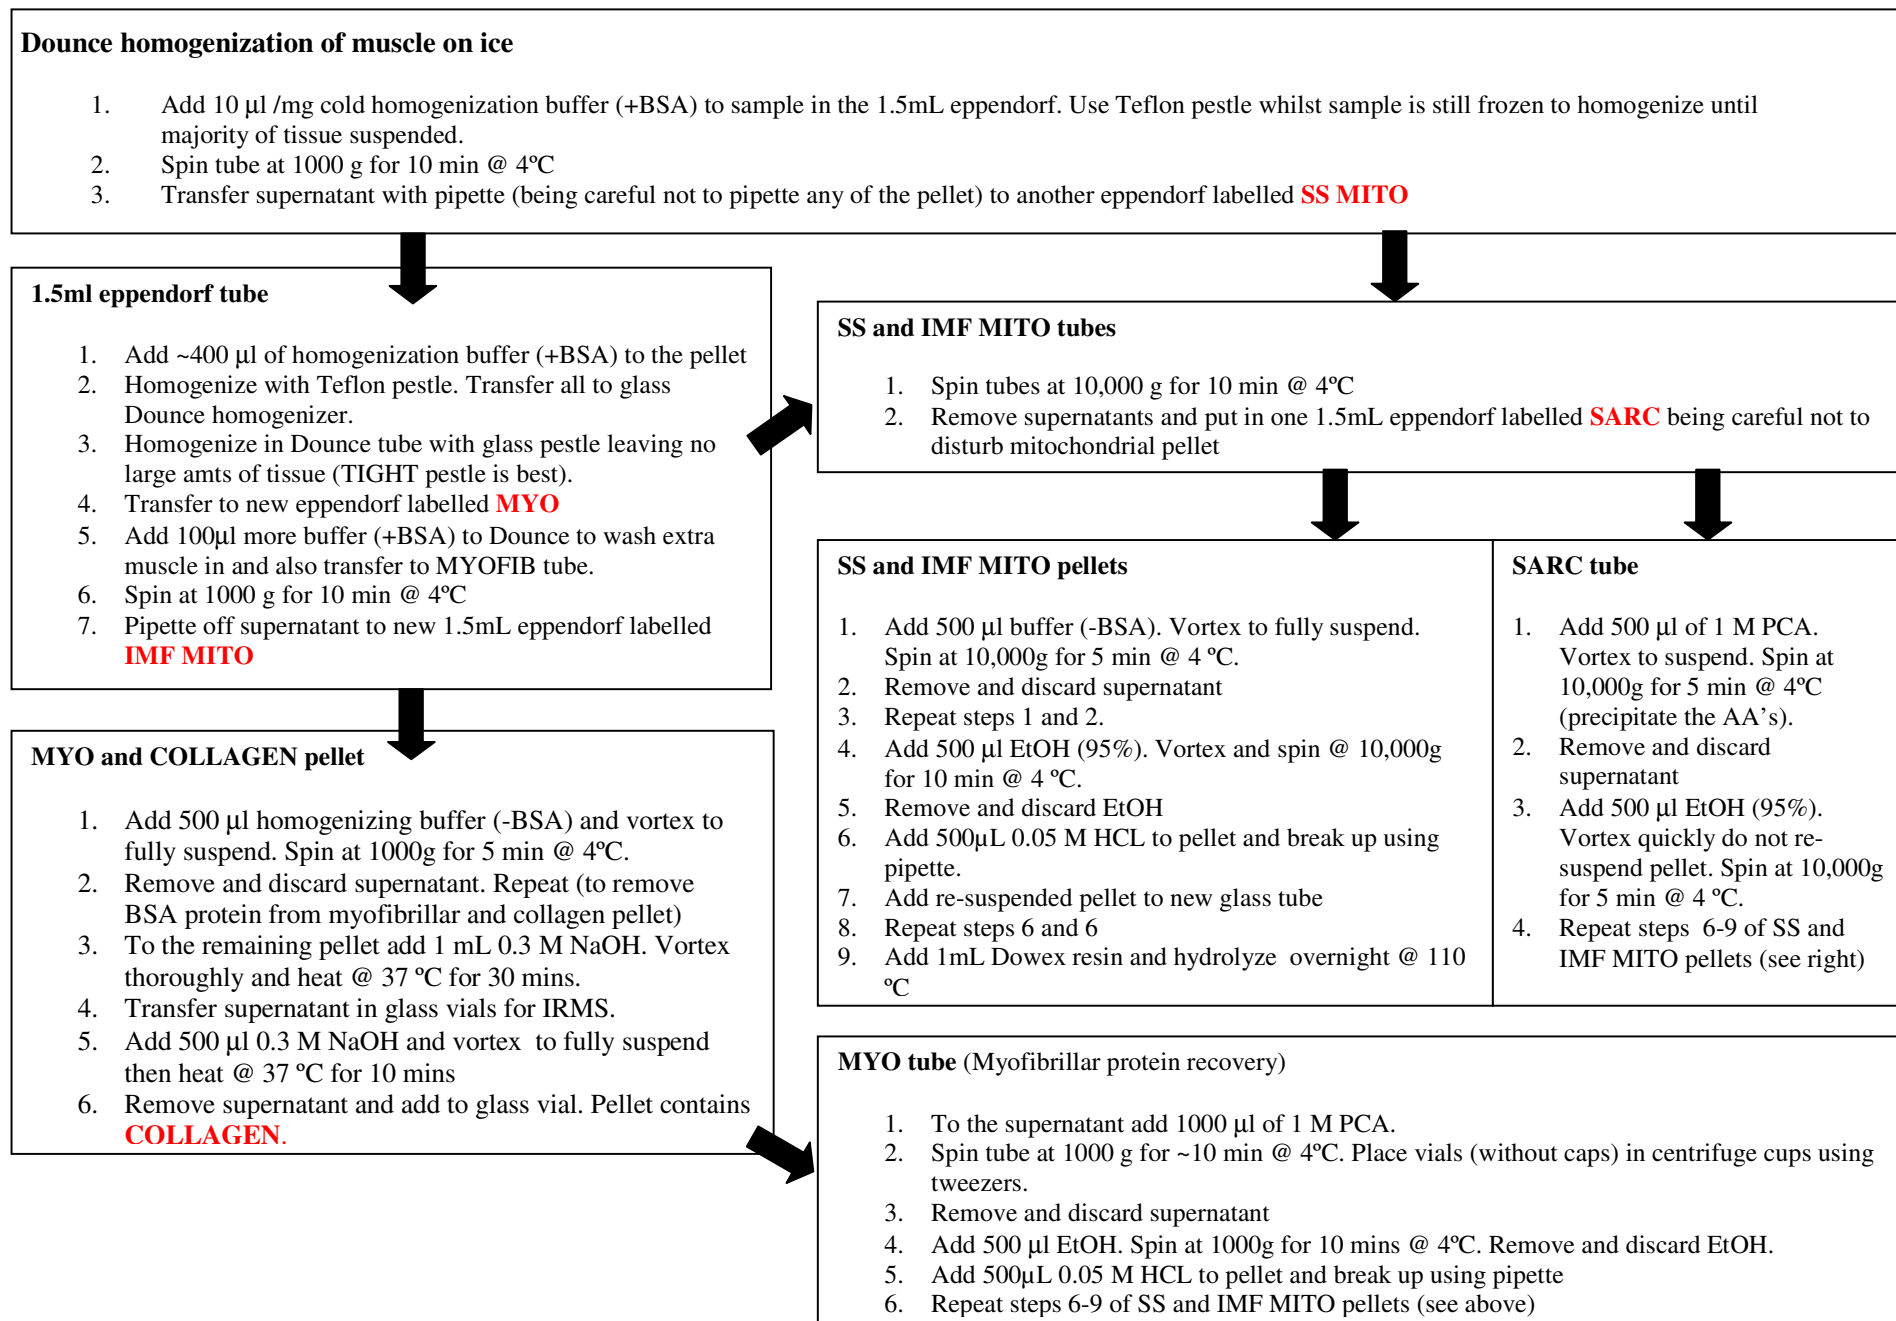 Dounce homogenization of muscle on ice
1. Add 10 µl /mg cold homogenization buffer (+BSA) to sample in the 1.5mL eppendorf. Use Teflon pestle whilst sample is still frozen to homogenize until
majority of tissue suspended.
2. Spin tube at 1000 g for 10 min @ 4ºC
3. Transfer supernatant with pipette (being careful not to pipette any of the pellet) to another eppendorf labelled SS MITO
1.5ml eppendorf tube
1. Add ~400 µl of homogenization buffer (+BSA) to the pellet
2. Homogenize with Teflon pestle. Transfer all to glass
Dounce homogenizer.
3. Homogenize in Dounce tube with glass pestle leaving no
large amts of tissue (TIGHT pestle is best).
4. Transfer to new eppendorf labelled MYO
5. Add 100µl more buffer (+BSA) to Dounce to wash extra
muscle in and also transfer to MYOFIB tube.
6. Spin at 1000 g for 10 min @ 4ºC
7. Pipette off supernatant to new 1.5mL eppendorf labelled
IMF MITO
SS and IMF MITO tubes
1. Spin tubes at 10,000 g for 10 min @ 4ºC
2. Remove supernatants and put in one 1.5mL eppendorf labelled SARC being careful not to
disturb mitochondrial pellet
SS and IMF MITO pellets
1. Add 500 µl buffer (-BSA). Vortex to fully suspend.
Spin at 10,000g for 5 min @ 4 ºC.
2. Remove and discard supernatant
3. Repeat steps 1 and 2.
4. Add 500 µl EtOH (95%). Vortex and spin @ 10,000g
for 10 min @ 4 ºC.
5. Remove and discard EtOH
6. Add 500µL 0.05 M HCL to pellet and break up using
pipette.
7. Add re-suspended pellet to new glass tube
8. Repeat steps 6 and 6
9. Add 1mL Dowex resin and hydrolyze overnight @ 110
ºC
SARC tube
1. Add 500 µl of 1 M PCA.
Vortex to suspend. Spin at
10,000g for 5 min @ 4ºC
(precipitate the AA's).
2. Remove and discard
supernatant
3. Add 500 µl EtOH (95%).
Vortex quickly do not re-
suspend pellet. Spin at 10,000g
for 5 min @ 4 ºC.
4. Repeat steps 6-9 of SS and
IMF MITO pellets (see right)
MYO and COLLAGEN pellet
1. Add 500 µl homogenizing buffer (-BSA) and vortex to
fully suspend. Spin at 1000g for 5 min @ 4ºC.
2. Remove and discard supernatant. Repeat (to remove
BSA protein from myofibrillar and collagen pellet)
3. To the remaining pellet add 1 mL 0.3 M NaOH. Vortex
thoroughly and heat @ 37 ºC for 30 mins.
4. Transfer supernatant in glass vials for IRMS.
5. Add 500 µl 0.3 M NaOH and vortex to fully suspend
then heat @ 37 ºC for 10 mins
6. Remove supernatant and add to glass vial. Pellet contains
COLLAGEN.
MYO tube (Myofibrillar protein recovery)
1. To the supernatant add 1000 µl of 1 M PCA.
2. Spin tube at 1000 g for ~10 min @ 4ºC. Place vials (without caps) in centrifuge cups using
tweezers.
3. Remove and discard supernatant
4. Add 500 µl EtOH. Spin at 1000g for 10 mins @ 4ºC. Remove and discard EtOH.
5. Add 500µL 0.05 M HCL to pellet and break up using pipette
6. Repeat steps 6-9 of SS and IMF MITO pellets (see above)